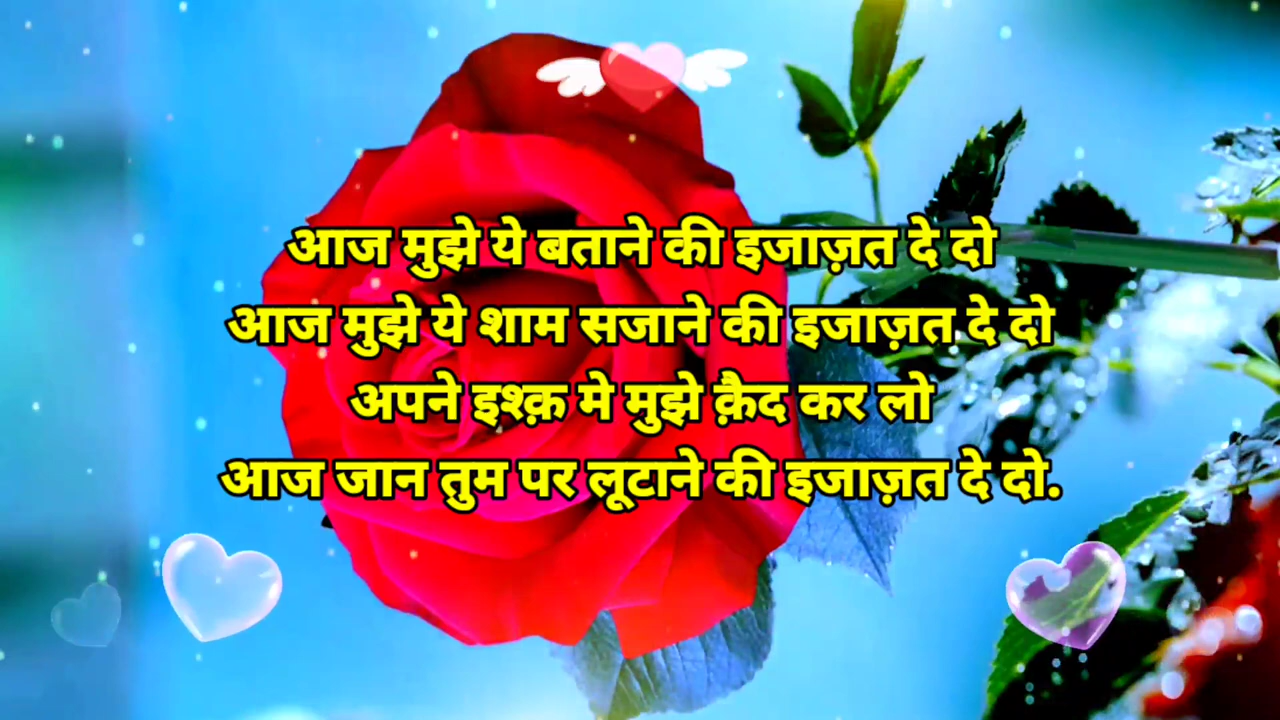 आज मुझे ये बताने की इजाज़त दे दो
आज मुझे ये शाम सजाने की इजाज़त दे दो
अपने इश्क़ मे मुझे क़ैद कर लो
आज जान तुम पर लूटाने की इजाज़त दे दो.